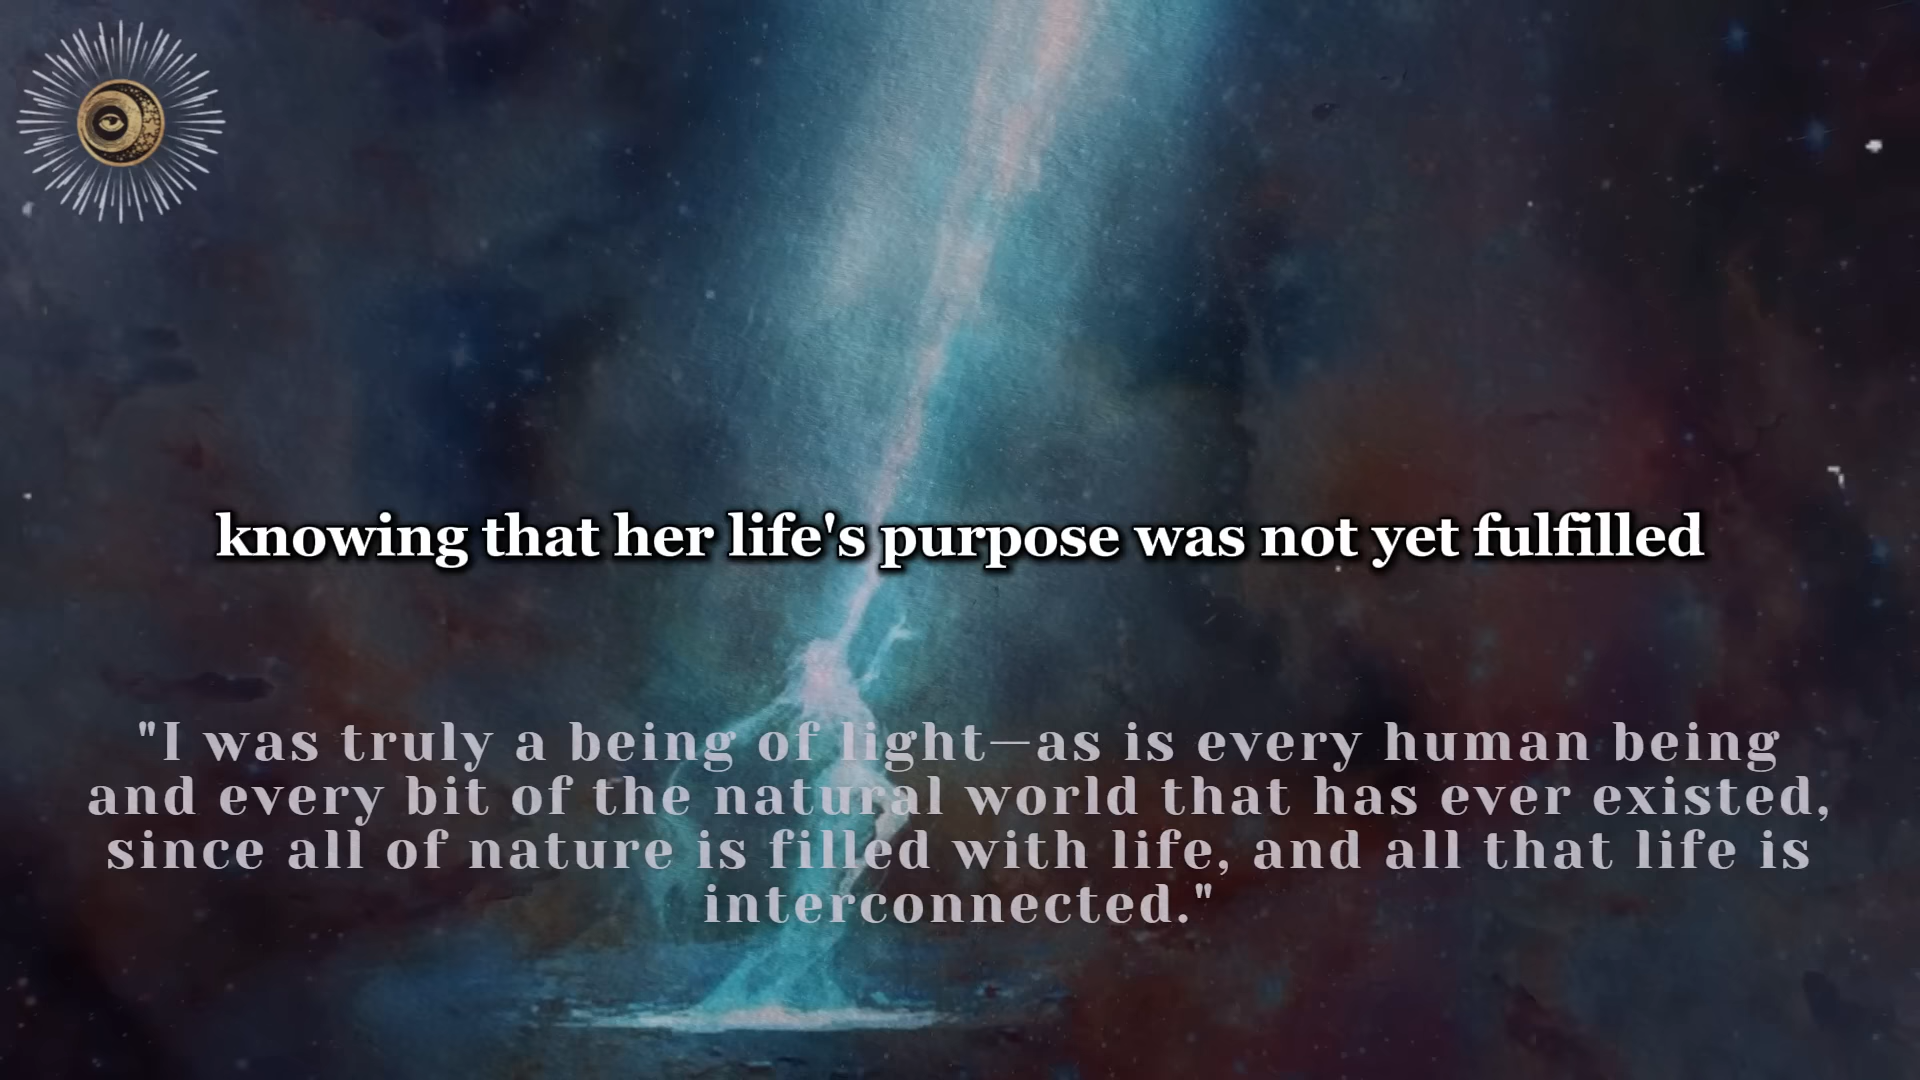 knowing that her life's purpose was not yet fulfilled
"I was truly a being of light—as is every human being
and every bit of the natural world that has ever existed,
since all of nature is filled with life, and all that life is
interconnected."